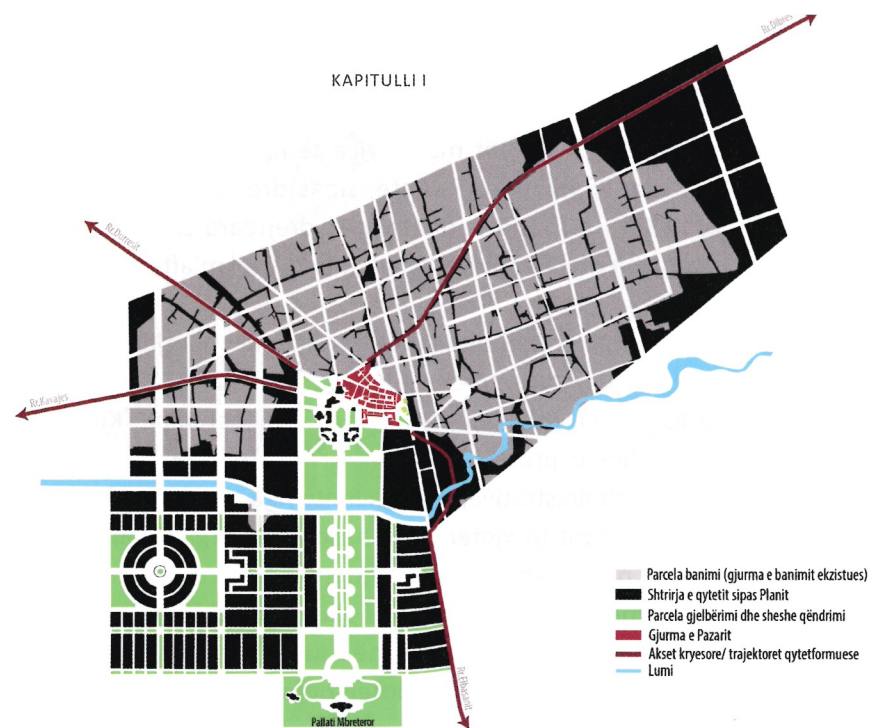 KAPITULLI I
Rr.Dibres
Rr.Durresit
Rr.Kavajes
Parcela banimi (gjurma e banimit ekzistues)
Shtrirja e qytetit sipas Planit
Parcela gjelbërimi dhe sheshe qëndrimi
Gjurma e Pazarit
Akset kryesore/ trajektoret qytetformuese
Lumi
Rr.Elbasanit
Pallati Mbreteror